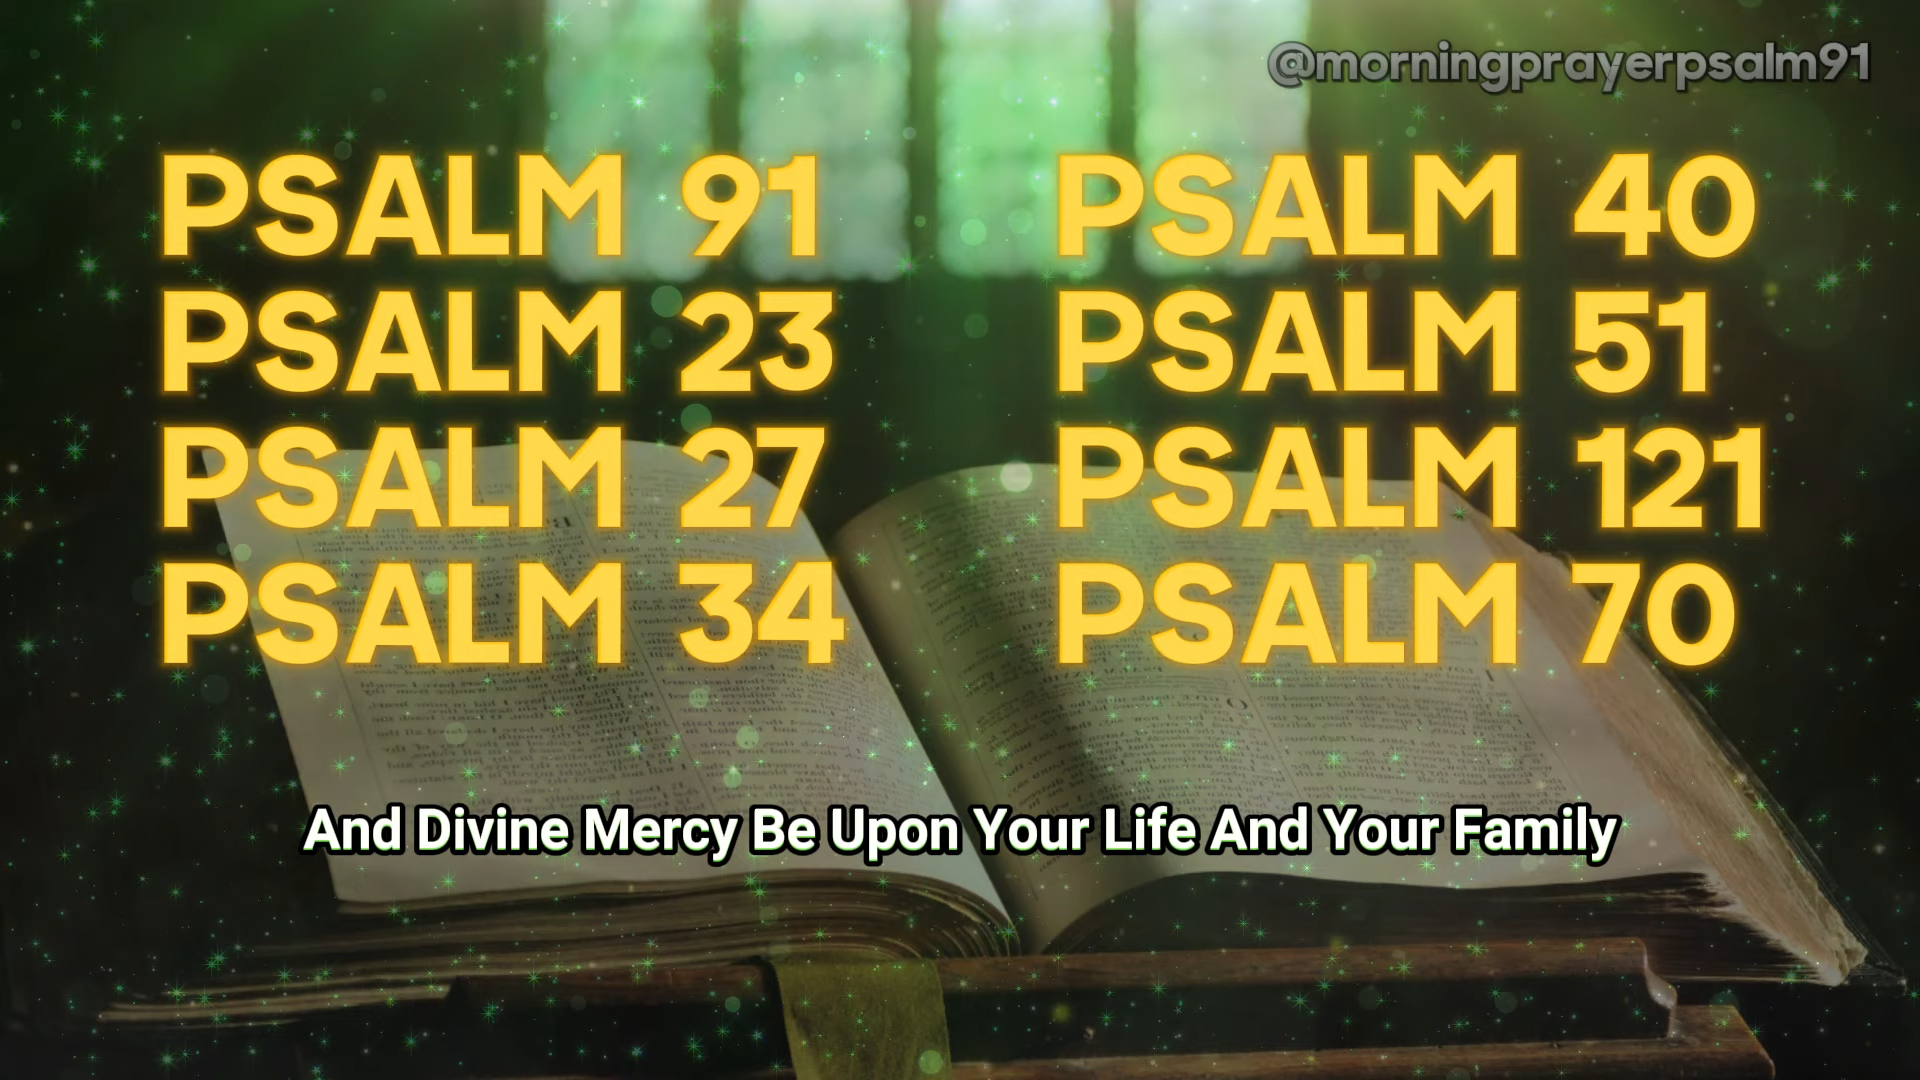 @morningprayerpsalm91
PSALM 91
PSALM 23
PSALM 27
PSALM 34
PSALM 40
PSALM 51
PSALM 121
PSALM 70
And Divine Mercy Be Upon Your Life And Your Family